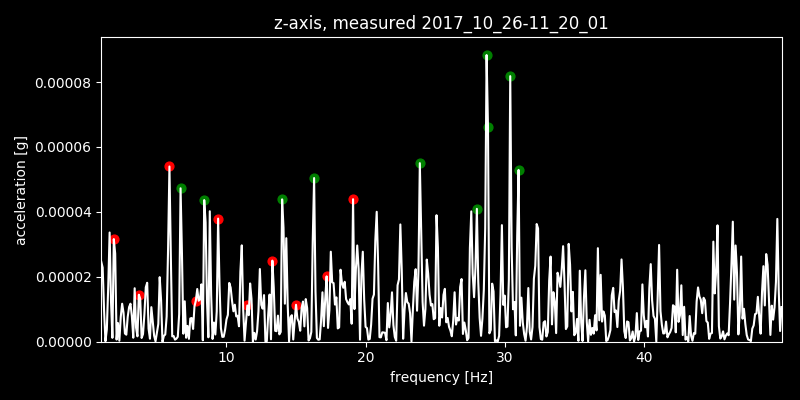 z-axis, measured 2017_10_26-11_20_01
0.00008
0.00006
0.00004
0.00002
0.00000
acceleration [g]
10 20 30 40
frequency [Hz]